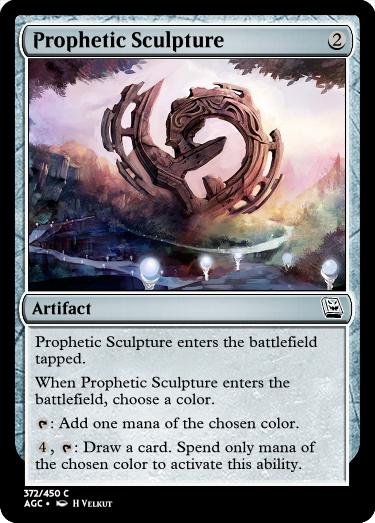 Prophetic Sculpture 2
Artifact
Prophetic Sculpture enters the battlefield
tapped.
When Prophetic Sculpture enters the
battlefield, choose a color.
: Add one mana of the chosen color.
4, : Draw a card. Spend only mana of
the chosen color to activate this ability.
372/450 C
AGC • H Velkut